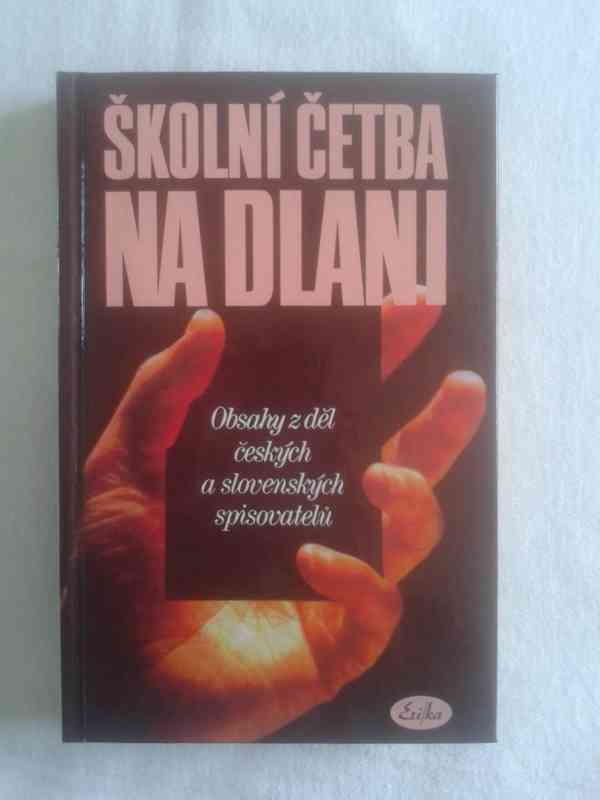 ŠKOLNÍ ČETBA
NA DLANI
Obsahy z děl
českých
a slovenských
spisovatelů
Erika